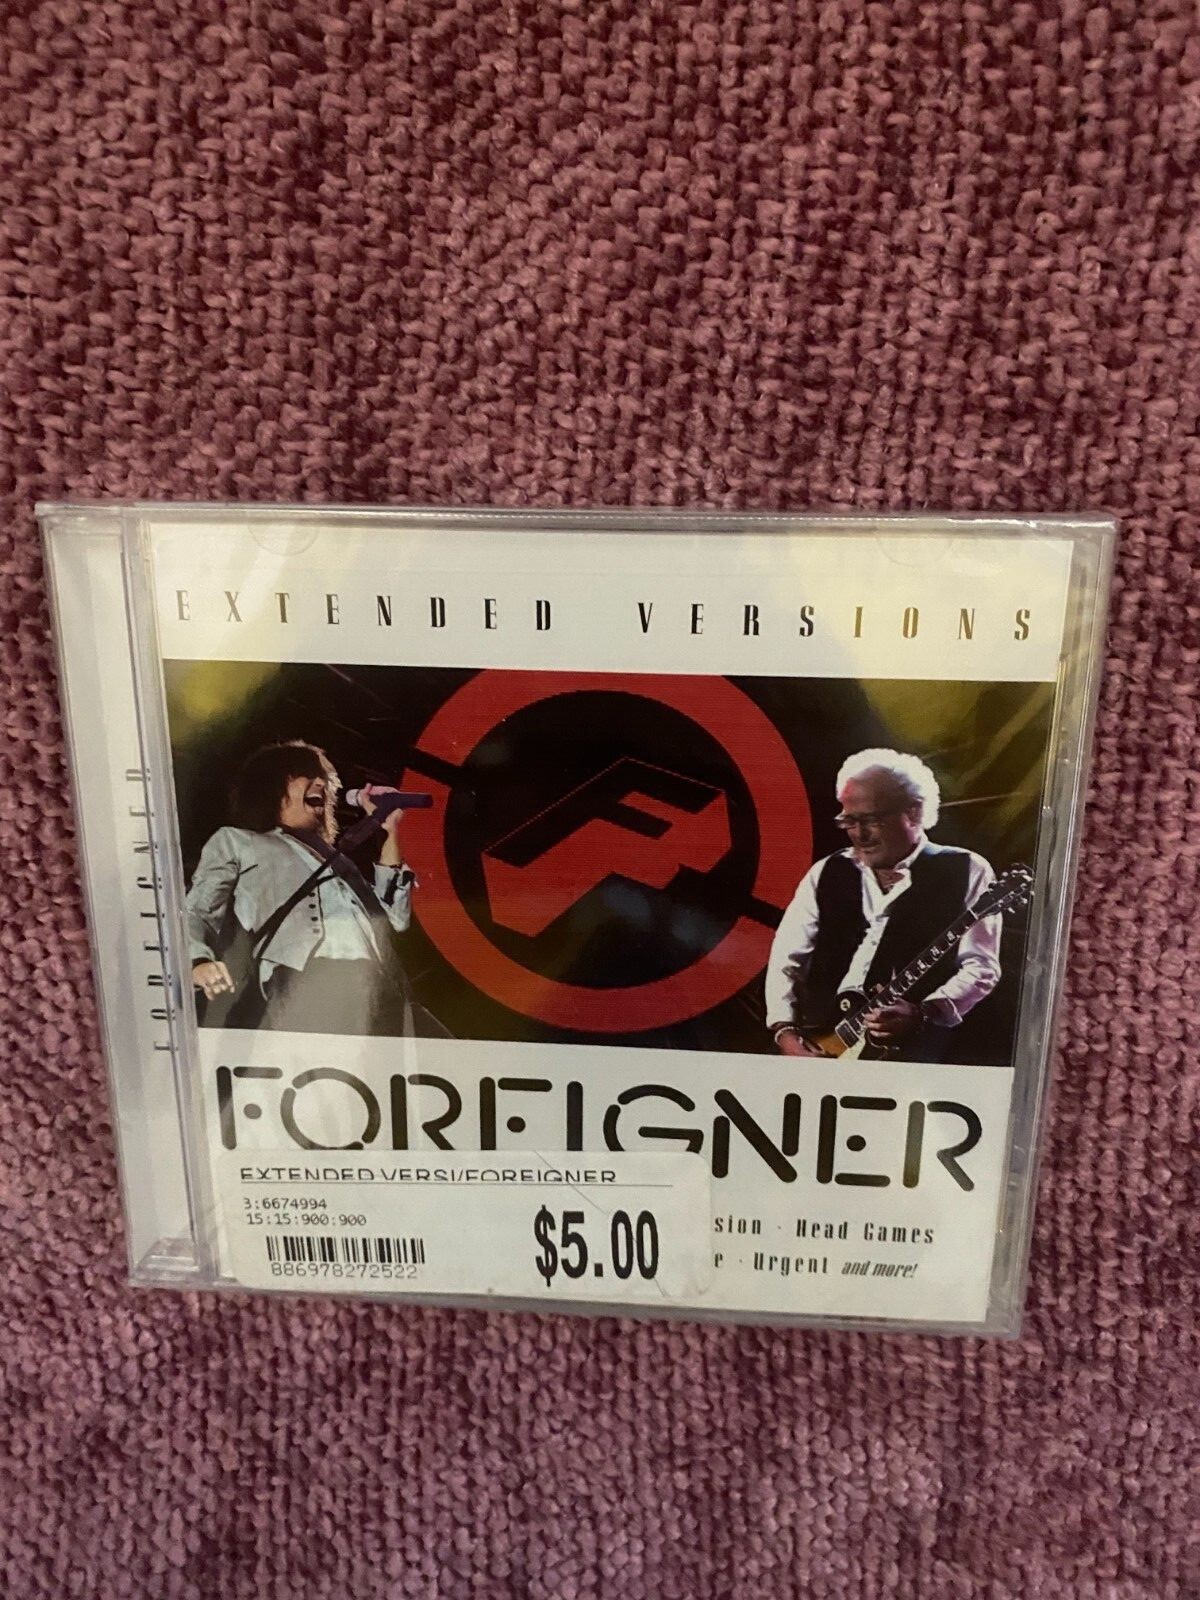 EXTENDED VERSIONS
FOREIGNER
FOREIGNER
EXTENDED VERSI/FOREIGNER
3:6674994
15:15:900:900
$5.00
886978272522
sion · Head Games
e · Urgent and more!